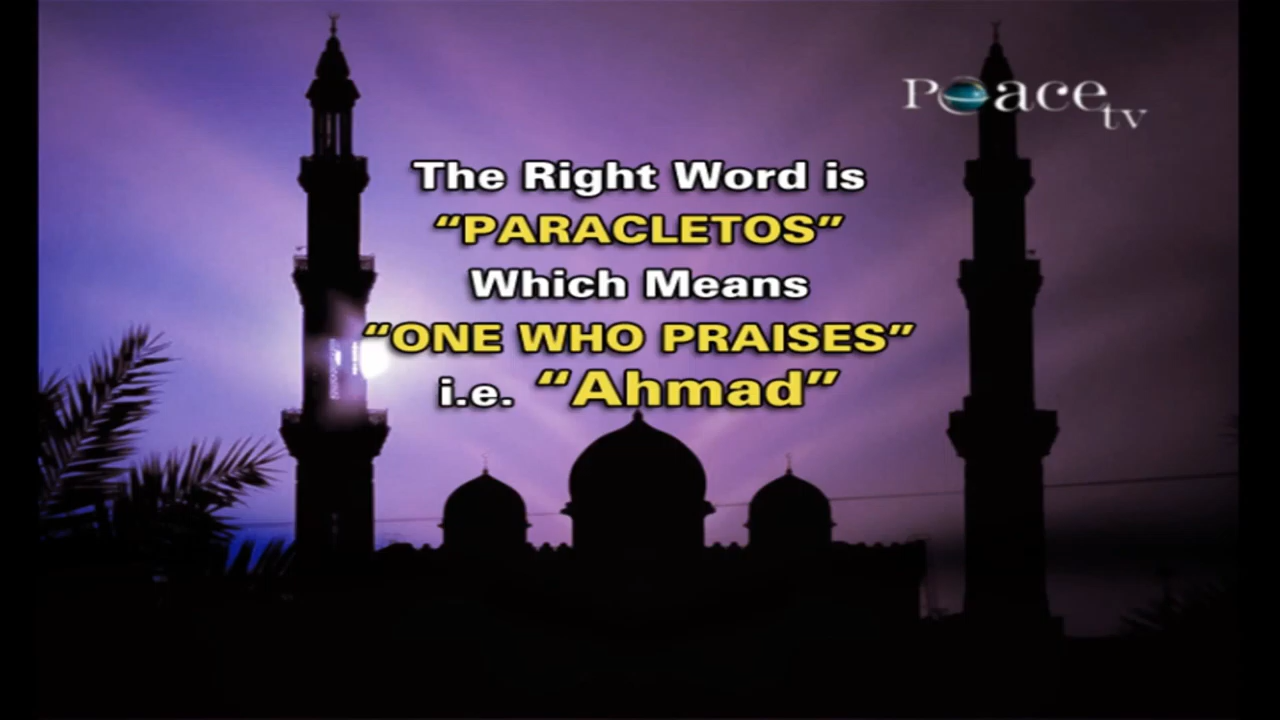 Peace tv
The Right Word is
“PARACLETOS”
Which Means
“ONE WHO PRAISES”
i.e. “Ahmad”